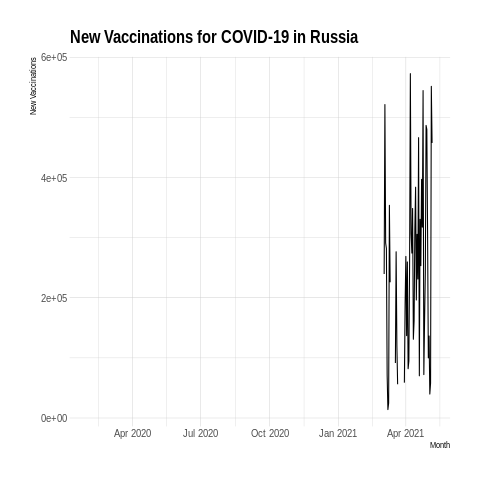 New Vaccinations for COVID-19 in Russia
New Vaccinations
6e+05
4e+05
2e+05
0e+00
Apr 2020 Jul 2020 Oct 2020 Jan 2021 Apr 2021
Month